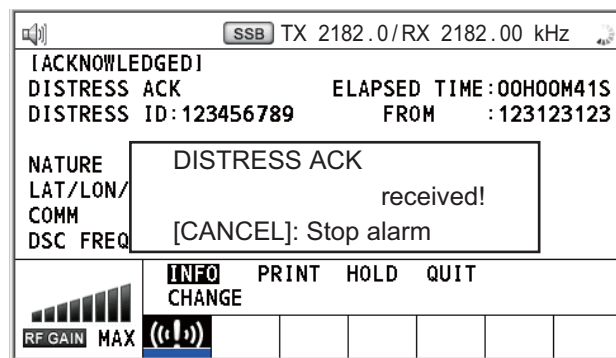 SSB TX 2182.0/RX 2182.00 kHz
[ACKNOWLEDGED]
DISTRESS ACK ELAPSED TIME:00H00M41S
DISTRESS ID:123456789 FROM :123123123
NATURE
LAT/LON/
COMM
DSC FREQ
DISTRESS ACK
received!
[CANCEL]: Stop alarm
INFO PRINT HOLD QUIT
CHANGE
RF GAIN MAX